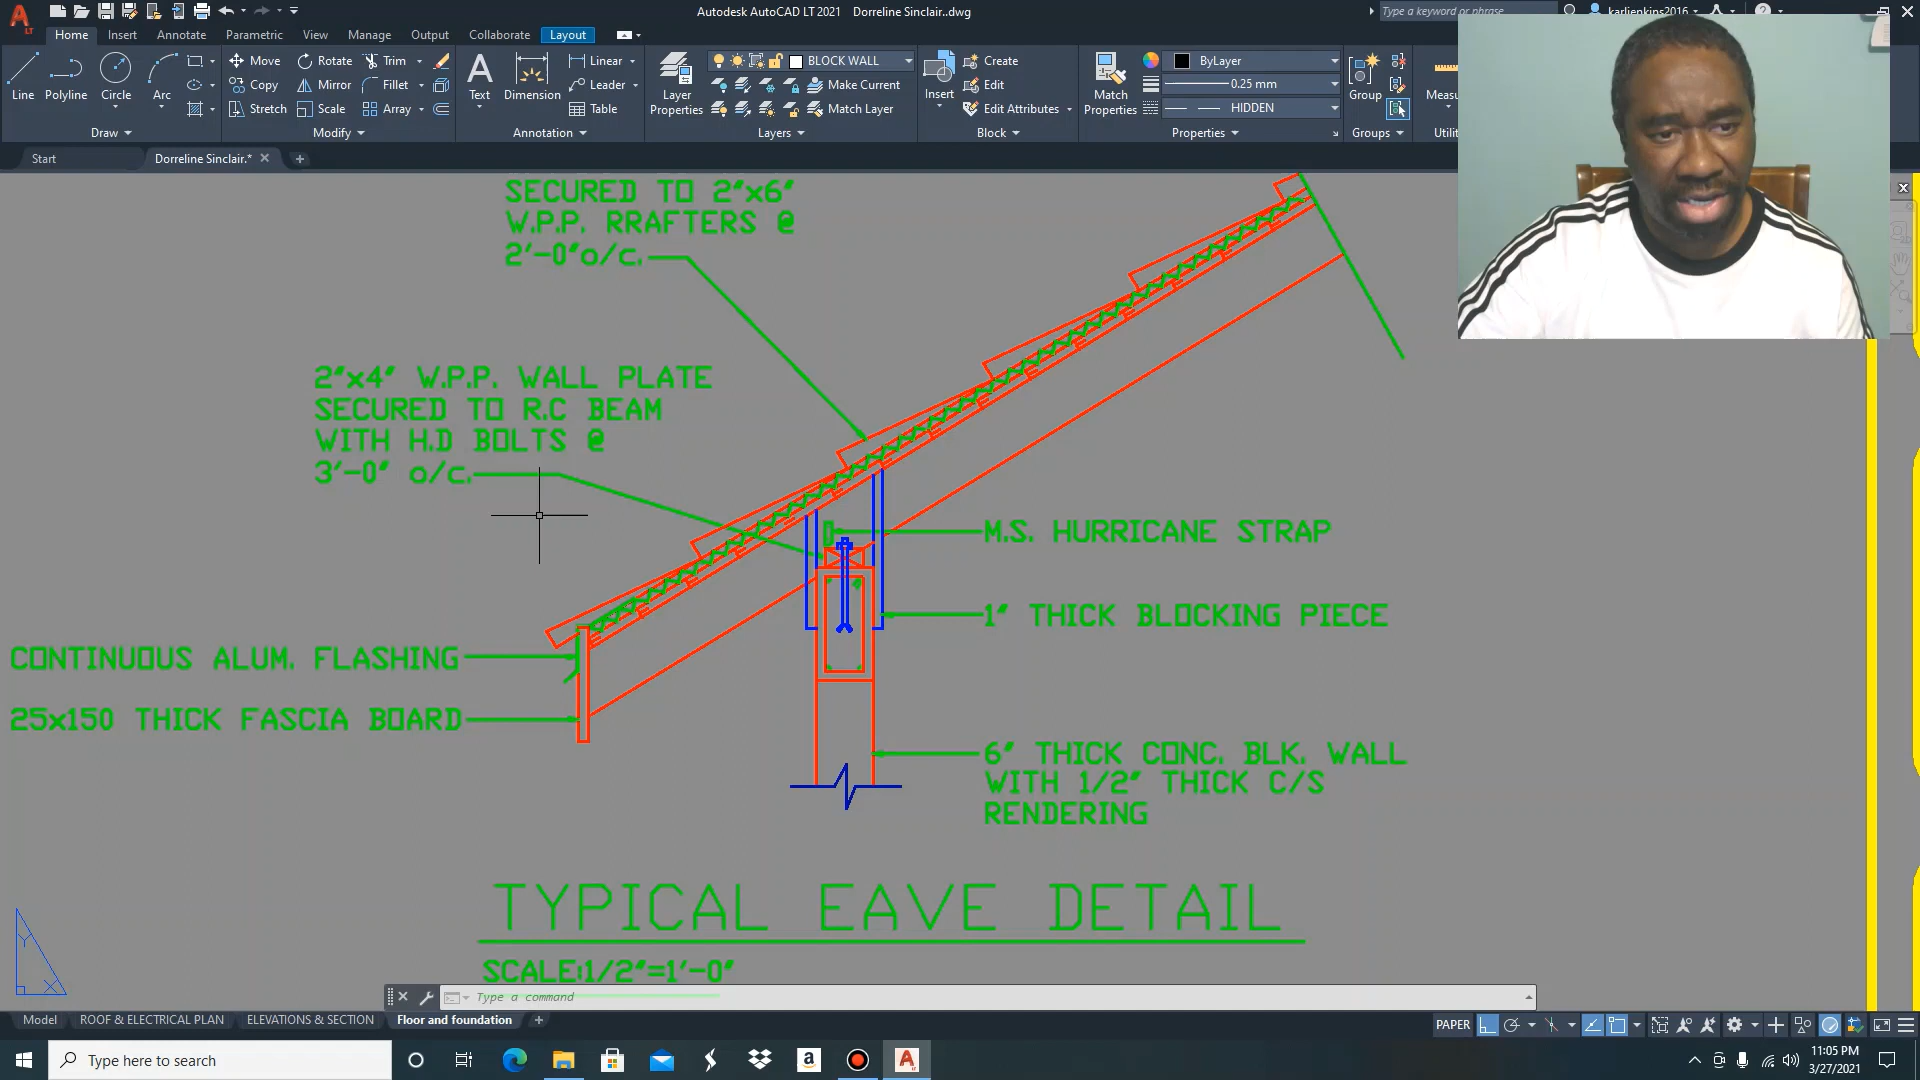 Autodesk AutoCAD LT 2021 Dorreline Sinclair..dwg
Type a keyword or phrase
karlienkins2016
Home Insert Annotate Parametric View Manage Output Collaborate Layout
Line Polyline Circle Arc
Move Rotate Trim
Copy Mirror Fillet
Stretch Scale Array
Text Dimension
Linear
Leader
Table
Layer Properties
BLOCK WALL
Make Current
Match Layer
Insert
Create
Edit
Edit Attributes
Match Properties
ByLayer
0.25 mm
HIDDEN
Group
Draw Modify Annotation Layers Block Properties Groups
Start Dorreline Sinclair.*
SECURED TO 2"x6"
W.P.P. RRAFTERS @
2'-0"o/c.
2"x4" W.P.P. WALL PLATE
SECURED TO R.C BEAM
WITH H.D BOLTS @
3'-0" o/c.
M.S. HURRICANE STRAP
1" THICK BLOCKING PIECE
CONTINUOUS ALUM. FLASHING
25x150 THICK FASCIA BOARD
6" THICK CONC. BLK. WALL
WITH 1/2" THICK C/S
RENDERING
TYPICAL EAVE DETAIL
SCALE:1/2"=1'-0"
Y
X
Type a command
Model ROOF & ELECTRICAL PLAN ELEVATIONS & SECTION Floor and foundation
PAPER
Type here to search
11:05 PM
3/27/2021